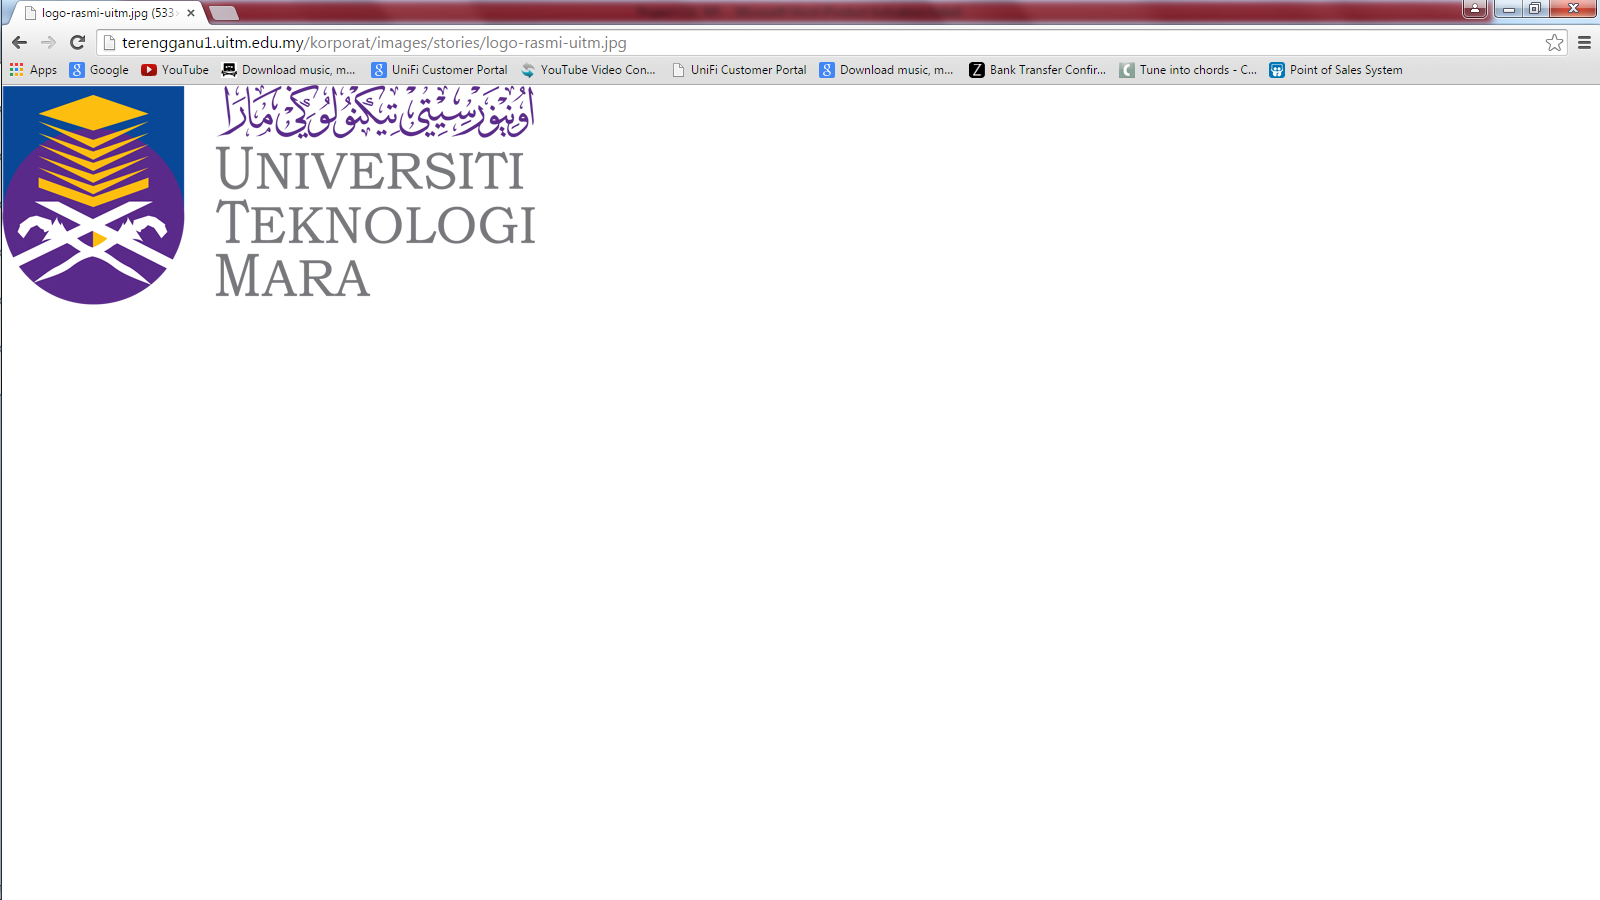 logo-rasmi-uitm.jpg (533
terengganu1.uitm.edu.my/korporat/images/stories/logo-rasmi-uitm.jpg
Apps Google YouTube Download music, m... UniFi Customer Portal YouTube Video Con... UniFi Customer Portal Download music, m... Bank Transfer Confir... Tune into chords - C... Point of Sales System
اونيۏرسيتي تيكنولوݢي مارا
UNIVERSITI
TEKNOLOGI
MARA